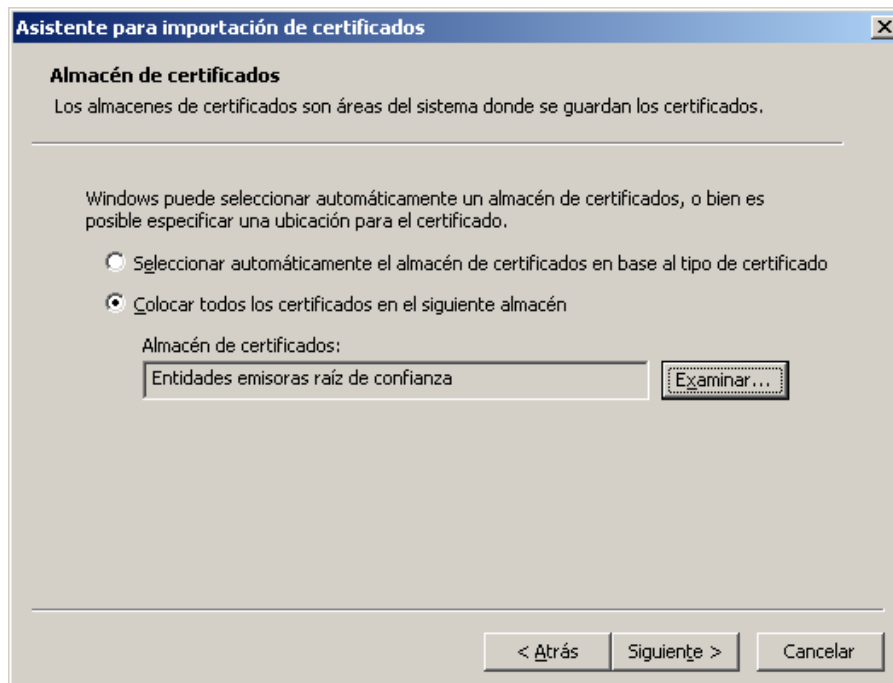 Asistente para importación de certificados
Almacén de certificados
Los almacenes de certificados son áreas del sistema donde se guardan los certificados.
Windows puede seleccionar automáticamente un almacén de certificados, o bien es
posible especificar una ubicación para el certificado.
Seleccionar automáticamente el almacén de certificados en base al tipo de certificado
Colocar todos los certificados en el siguiente almacén
Almacén de certificados:
Entidades emisoras raíz de confianza
Examinar...
< Atrás
Siguiente >
Cancelar